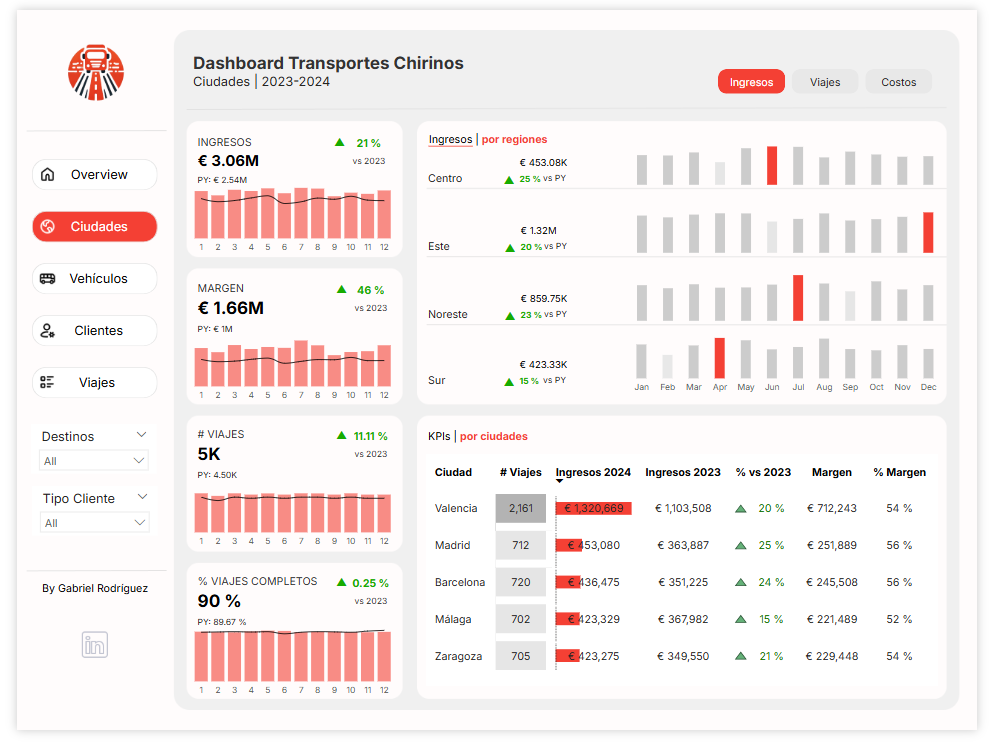 Dashboard Transportes Chirinos
Ciudades | 2023-2024
Ingresos
Viajes
Costos
Overview
Ciudades
Vehículos
Clientes
Viajes
Destinos
All
Tipo Cliente
All
By Gabriel Rodríguez
in
INGRESOS
21 %
€ 3.06M
vs 2023
PY: € 2.54M
1 2 3 4 5 6 7 8 9 10 11 12
MARGEN
46 %
€ 1.66M
vs 2023
PY: € 1M
1 2 3 4 5 6 7 8 9 10 11 12
# VIAJES
11.11 %
5K
vs 2023
PY: 4.50K
1 2 3 4 5 6 7 8 9 10 11 12
% VIAJES COMPLETOS
0.25 %
90 %
vs 2023
PY: 89.67 %
1 2 3 4 5 6 7 8 9 10 11 12
Ingresos | por regiones
€ 453.08K
Centro
25 % vs PY
€ 1.32M
Este
20 % vs PY
€ 859.75K
Noreste
23 % vs PY
€ 423.33K
Sur
15 % vs PY
Jan Feb Mar Apr May Jun Jul Aug Sep Oct Nov Dec
KPIs | por ciudades
Ciudad # Viajes Ingresos 2024 Ingresos 2023 % vs 2023 Margen % Margen
Valencia 2,161 € 1,320,669 € 1,103,508 20 % € 712,243 54 %
Madrid 712 € 453,080 € 363,887 25 % € 251,889 56 %
Barcelona 720 € 436,475 € 351,225 24 % € 245,508 56 %
Málaga 702 € 423,329 € 367,982 15 % € 221,489 52 %
Zaragoza 705 € 423,275 € 349,550 21 % € 229,448 54 %